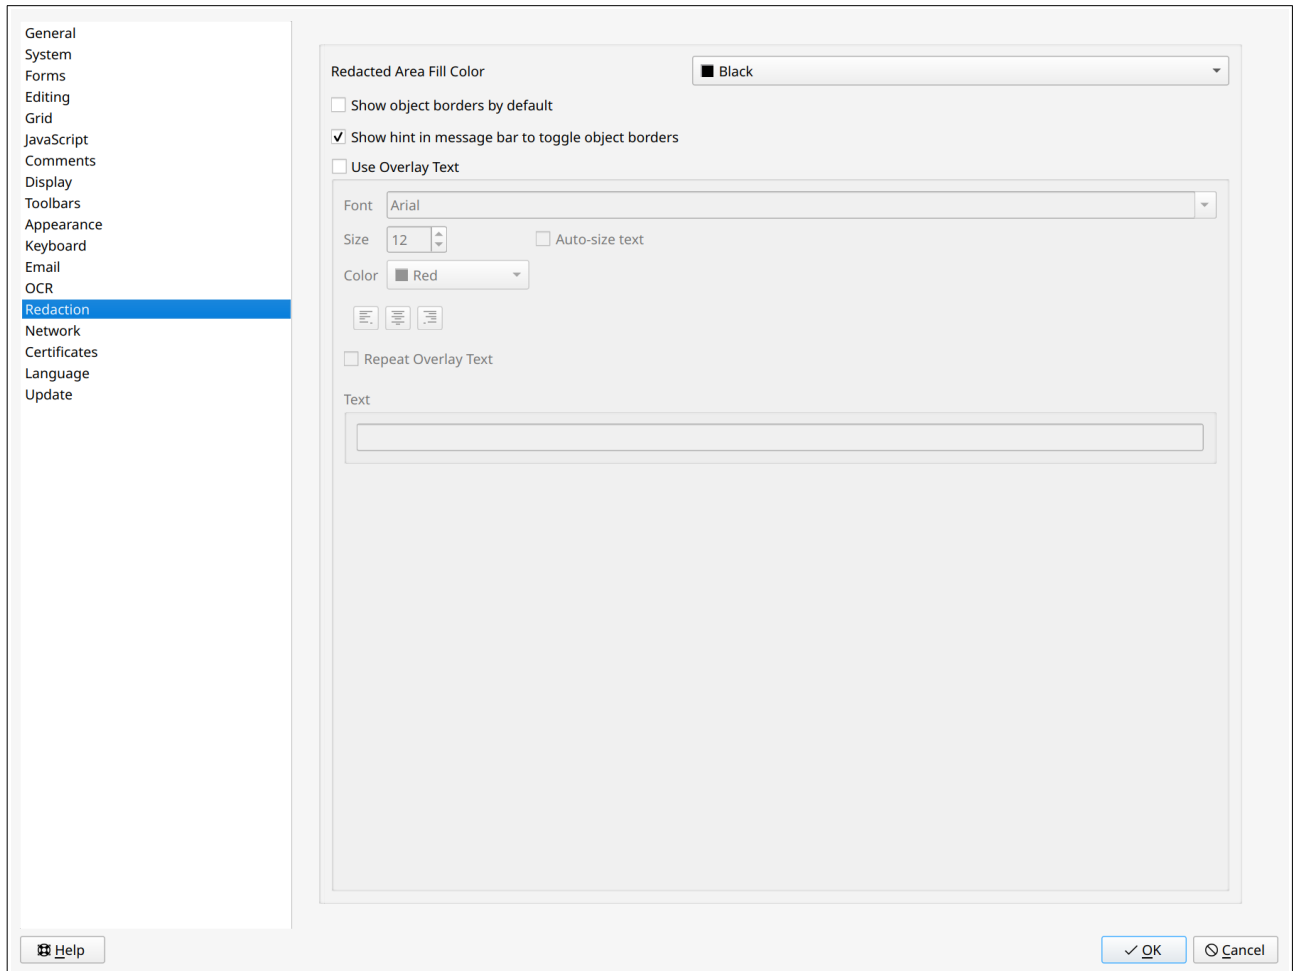 General
System
Forms
Editing
Grid
JavaScript
Comments
Display
Toolbars
Appearance
Keyboard
Email
OCR
Redaction
Network
Certificates
Language
Update
Redacted Area Fill Color
Black
Show object borders by default
Show hint in message bar to toggle object borders
Use Overlay Text
Font Arial
Size 12 Auto-size text
Color Red
Repeat Overlay Text
Text
Help
OK
Cancel